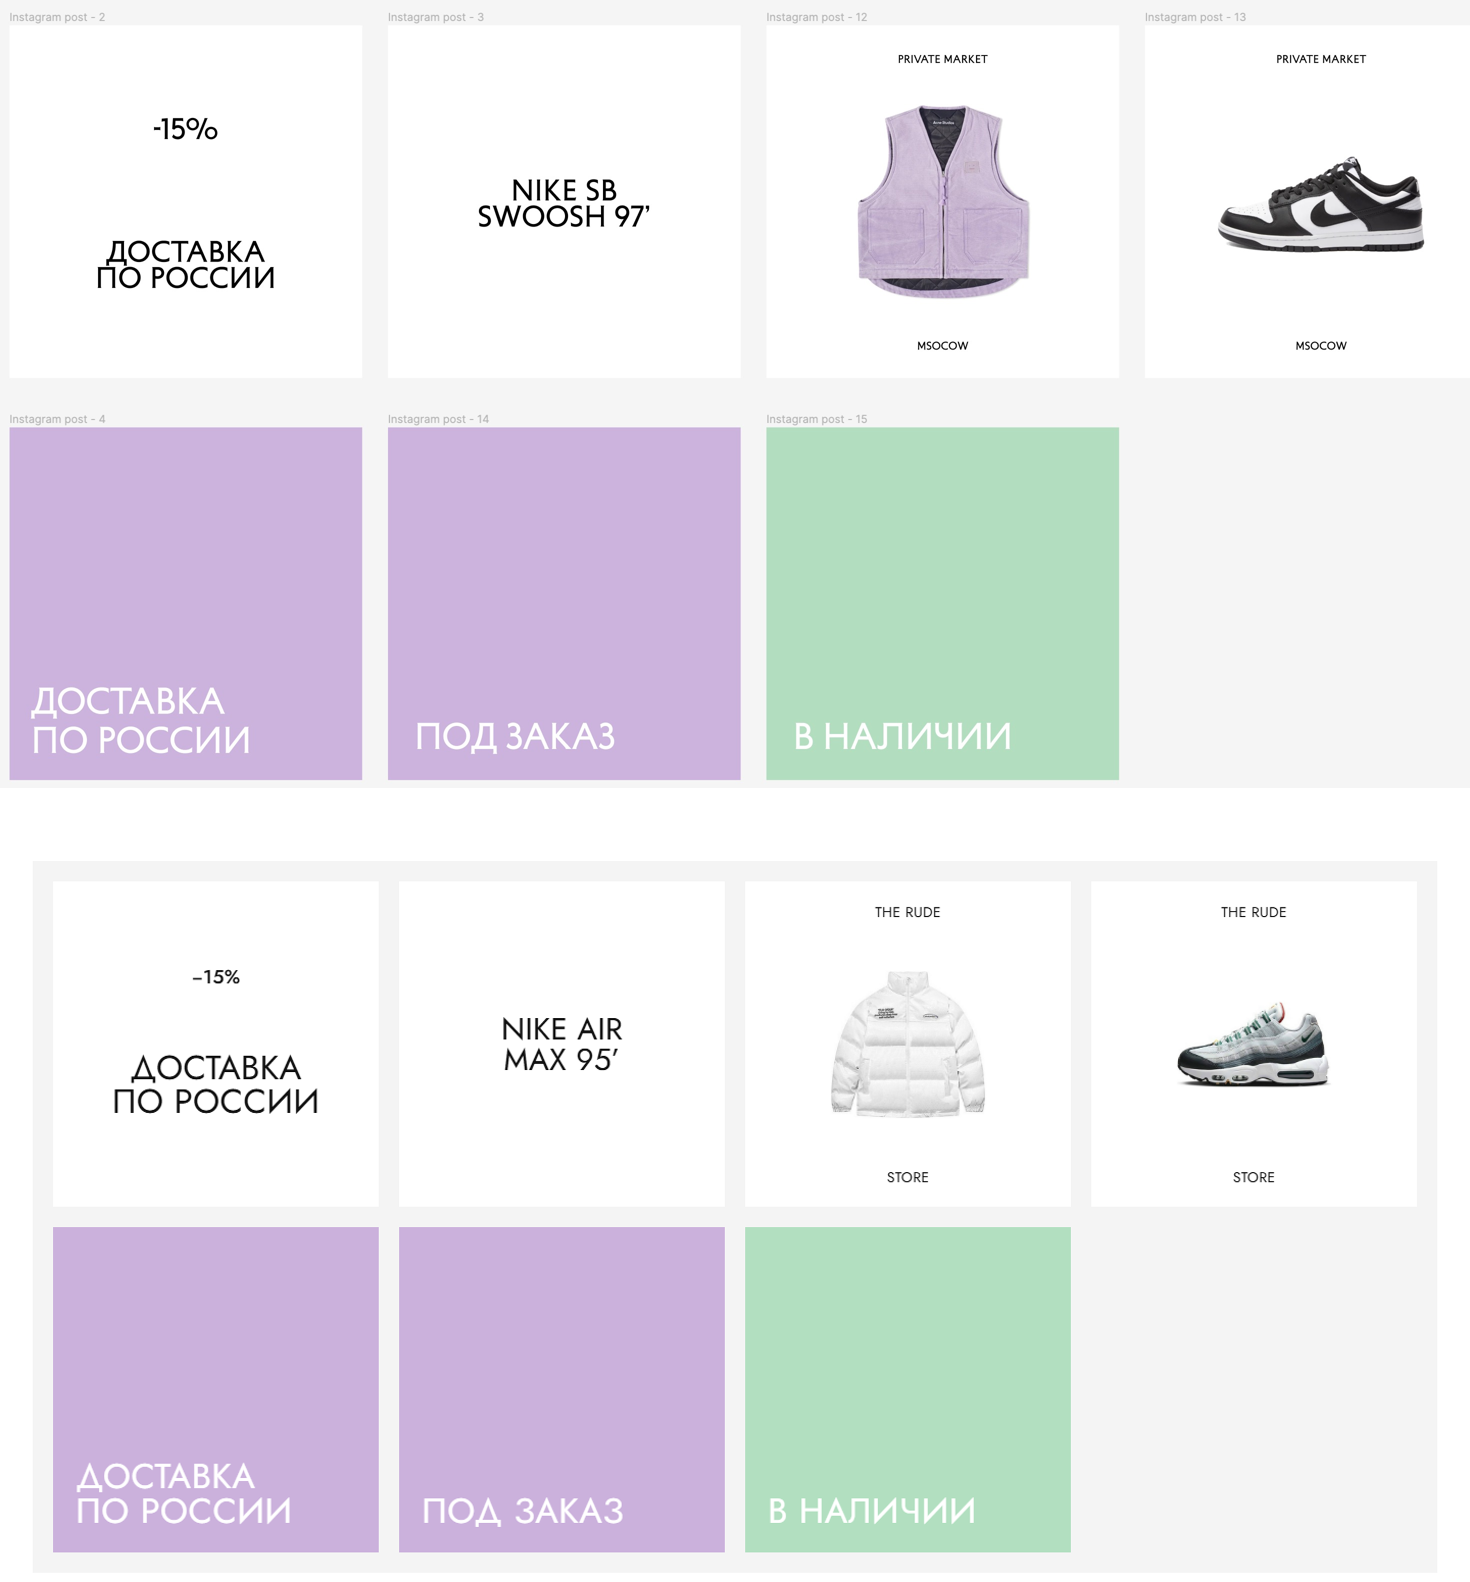 Instagram post - 2
Instagram post - 3
Instagram post - 12
Instagram post - 13
-15%
ДОСТАВКА
ПО РОССИИ
NIKE SB
SWOOSH 97’
PRIVATE MARKET
Acne Studios
MSOCOW
PRIVATE MARKET
MSOCOW
Instagram post - 4
Instagram post - 14
Instagram post - 15
ДОСТАВКА
ПО РОССИИ
ПОД ЗАКАЗ
В НАЛИЧИИ
–15%
ДОСТАВКА
ПО РОССИИ
NIKE AIR
MAX 95’
THE RUDE
STORE
THE RUDE
STORE
ДОСТАВКА
ПО РОССИИ
ПОД ЗАКАЗ
В НАЛИЧИИ